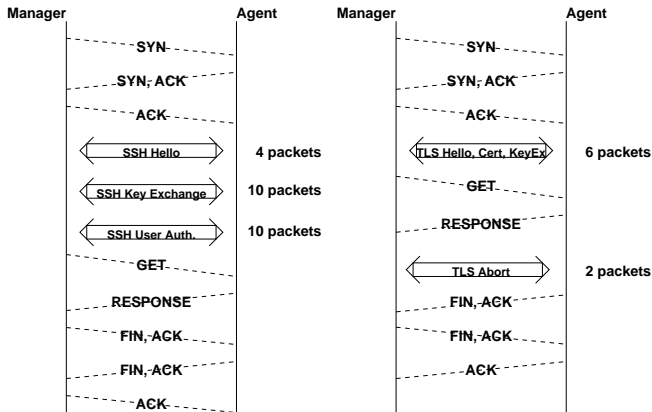 Manager Agent
SYN
SYN, ACK
ACK
SSH Hello 4 packets
SSH Key Exchange 10 packets
SSH User Auth. 10 packets
GET
RESPONSE
FIN, ACK
FIN, ACK
ACK
Manager Agent
SYN
SYN, ACK
ACK
TLS Hello, Cert, KeyEx 6 packets
GET
RESPONSE
TLS Abort 2 packets
FIN, ACK
FIN, ACK
ACK